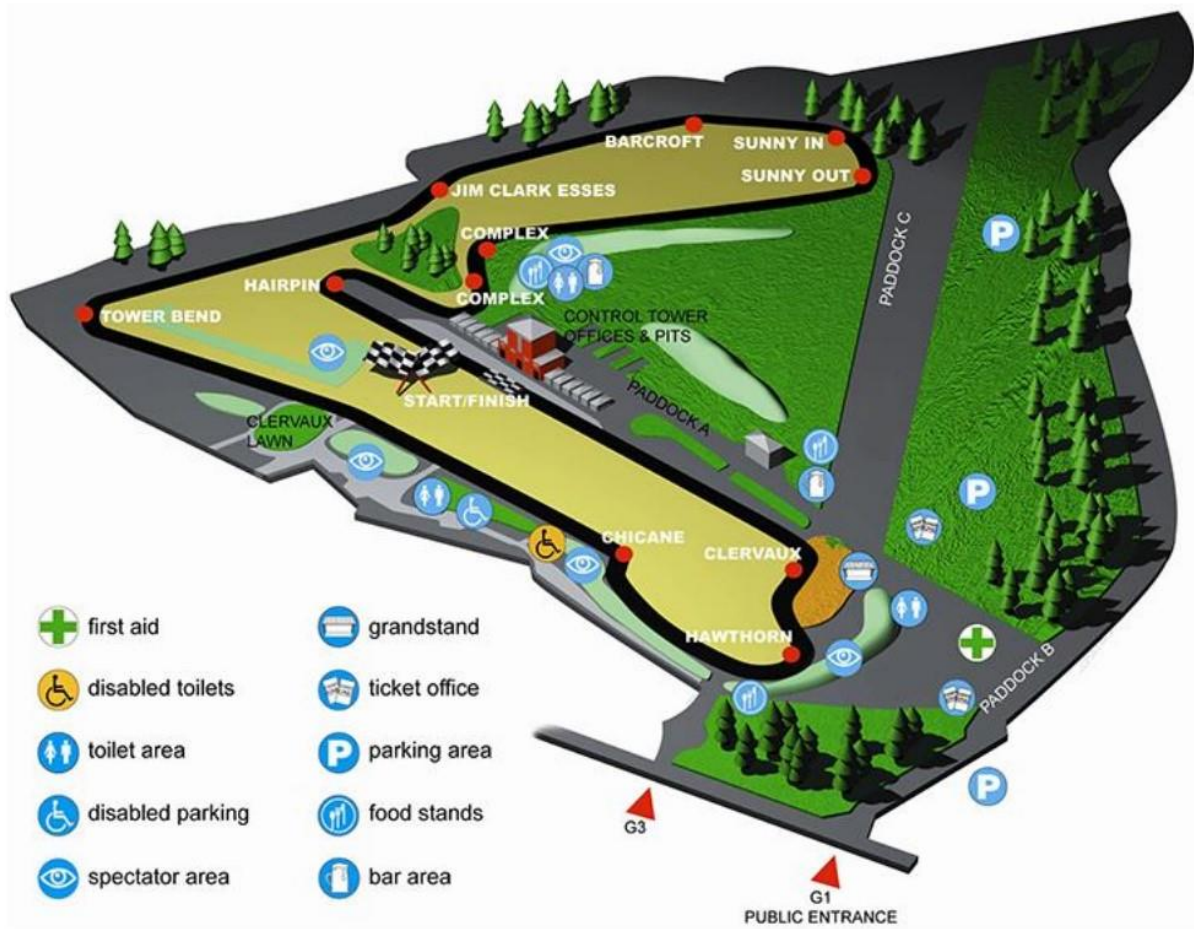 BARCROFT
SUNNY IN
SUNNY OUT
JIM CLARK ESSES
COMPLEX
HAIRPIN
COMPLEX
TOWER BEND
CONTROL TOWER
OFFICES & PITS
PADDOCK C
P
START/FINISH
PADDOCK A
CLERVAUX
LAWN
P
CHICANE
CLERVAUX
HAWTHORN
PADDOCK B
P
G3
G1
PUBLIC ENTRANCE
first aid
disabled toilets
toilet area
disabled parking
spectator area
grandstand
ticket office
P parking area
food stands
bar area